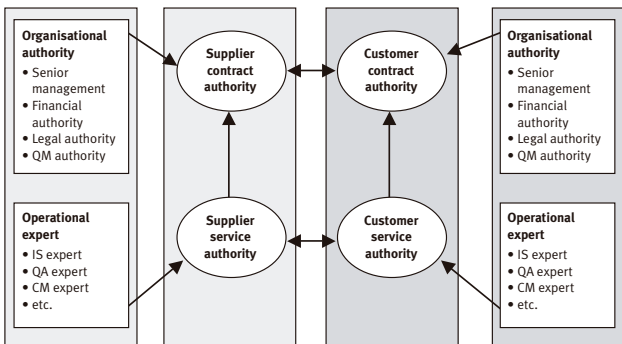 Organisational
authority
• Senior
management
• Financial
authority
• Legal authority
• QM authority
Supplier
contract
authority
Customer
contract
authority
Organisational
authority
• Senior
management
• Financial
authority
• Legal authority
• QM authority
Operational
expert
• IS expert
• QA expert
• CM expert
• etc.
Supplier
service
authority
Customer
service
authority
Operational
expert
• IS expert
• QA expert
• CM expert
• etc.